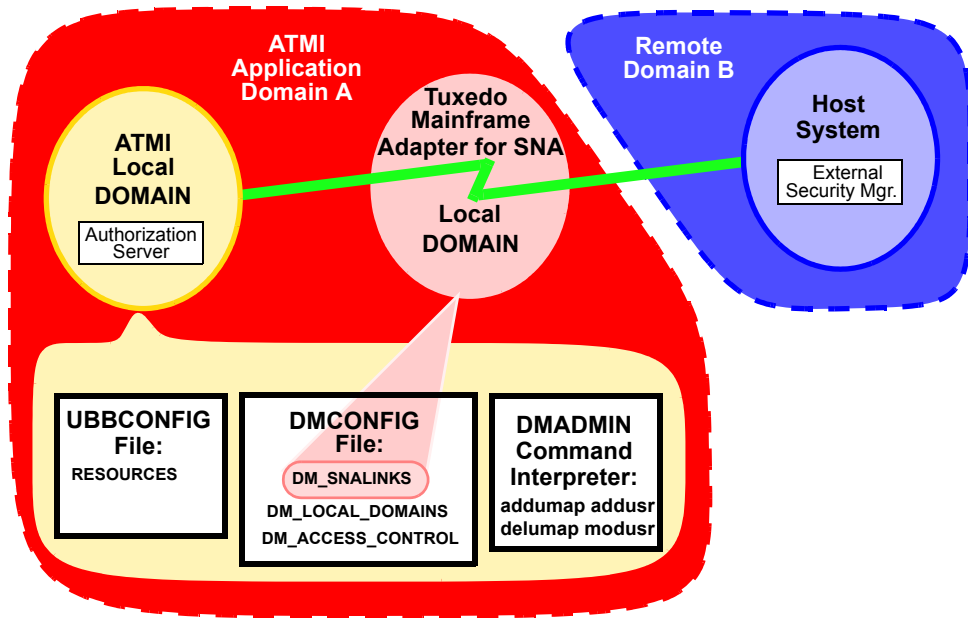 ATMI
Application
Domain A
Remote
Domain B
ATMI
Local
DOMAIN
Authorization
Server
Tuxedo
Mainframe
Adapter for SNA
Local
DOMAIN
Host
System
External
Security Mgr.
UBBCONFIG
File:
RESOURCES
DMCONFIG
File:
DM_SNALINKS
DM_LOCAL_DOMAINS
DM_ACCESS_CONTROL
DMADMIN
Command
Interpreter:
addumap addusr
delumap modusr